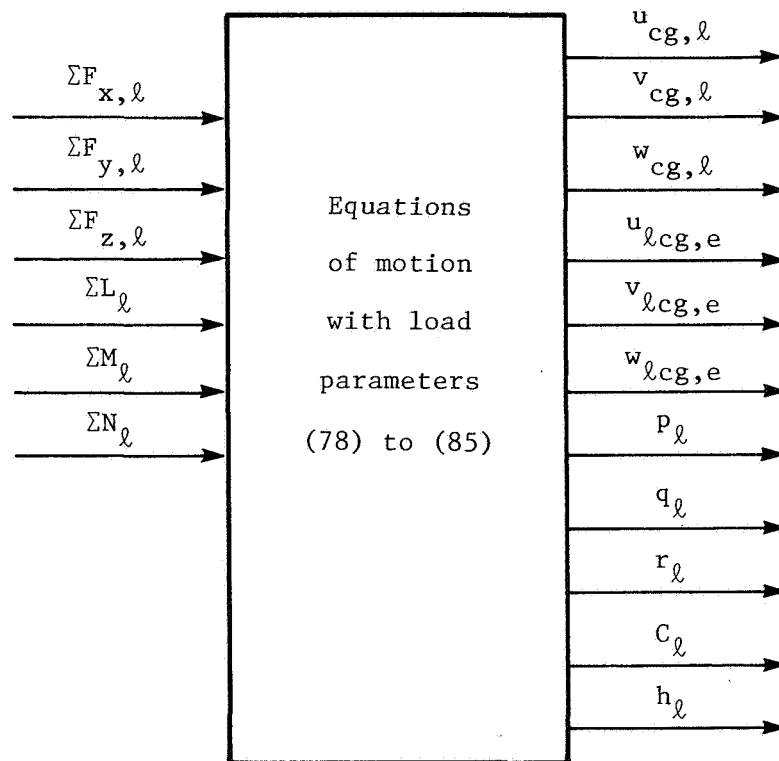 ΣF_x,ℓ
ΣF_y,ℓ
ΣF_z,ℓ
ΣL_ℓ
ΣM_ℓ
ΣN_ℓ
Equations
of motion
with load
parameters
(78) to (85)
u_cg,ℓ
v_cg,ℓ
w_cg,ℓ
u_ℓcg,e
v_ℓcg,e
w_ℓcg,e
p_ℓ
q_ℓ
r_ℓ
C_ℓ
h_ℓ